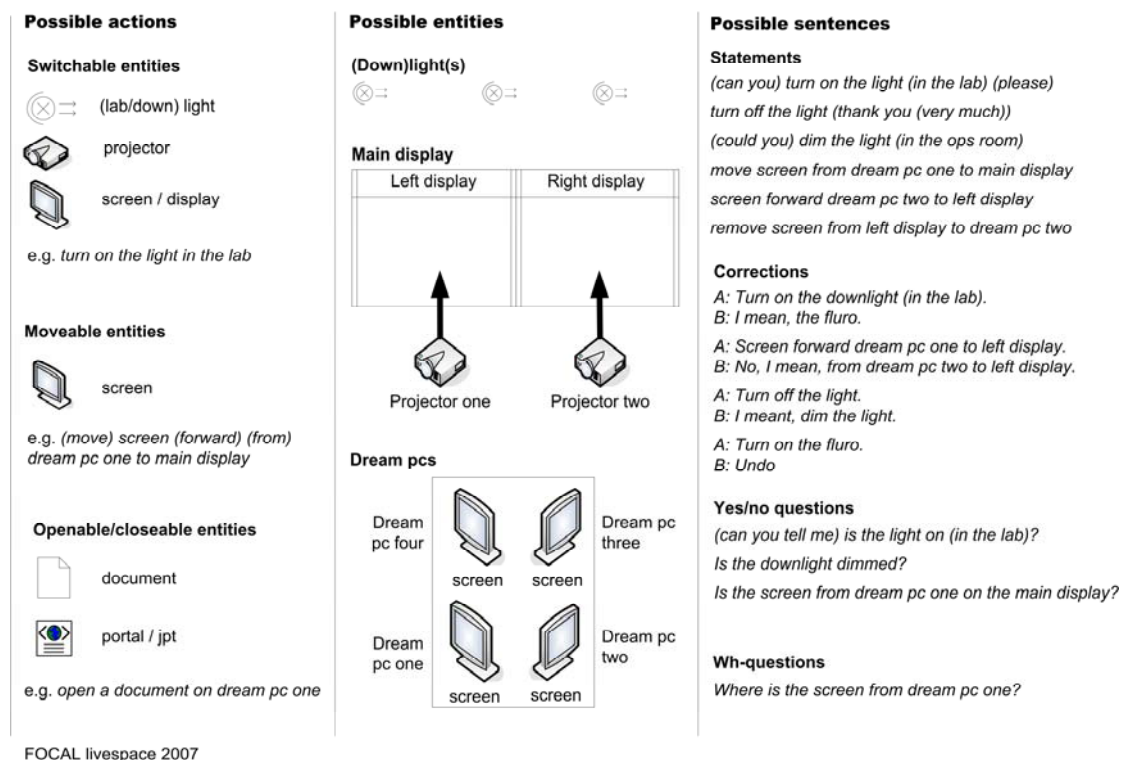 Possible actions
Switchable entities
(lab/down) light
projector
screen / display
e.g. turn on the light in the lab
Moveable entities
screen
e.g. (move) screen (forward) (from)
dream pc one to main display
Openable/closeable entities
document
portal / jpt
e.g. open a document on dream pc one
Possible entities
(Down)light(s)
Main display
Left display
Right display
Projector one
Projector two
Dream pcs
Dream
pc four
screen
screen
Dream pc
three
Dream
pc one
screen
screen
Dream pc
two
Possible sentences
Statements
(can you) turn on the light (in the lab) (please)
turn off the light (thank you (very much))
(could you) dim the light (in the ops room)
move screen from dream pc one to main display
screen forward dream pc two to left display
remove screen from left display to dream pc two
Corrections
A: Turn on the downlight (in the lab).
B: I mean, the fluro.
A: Screen forward dream pc one to left display.
B: No, I mean, from dream pc two to left display.
A: Turn off the light.
B: I meant, dim the light.
A: Turn on the fluro.
B: Undo
Yes/no questions
(can you tell me) is the light on (in the lab)?
Is the downlight dimmed?
Is the screen from dream pc one on the main display?
Wh-questions
Where is the screen from dream pc one?
FOCAL livespace 2007